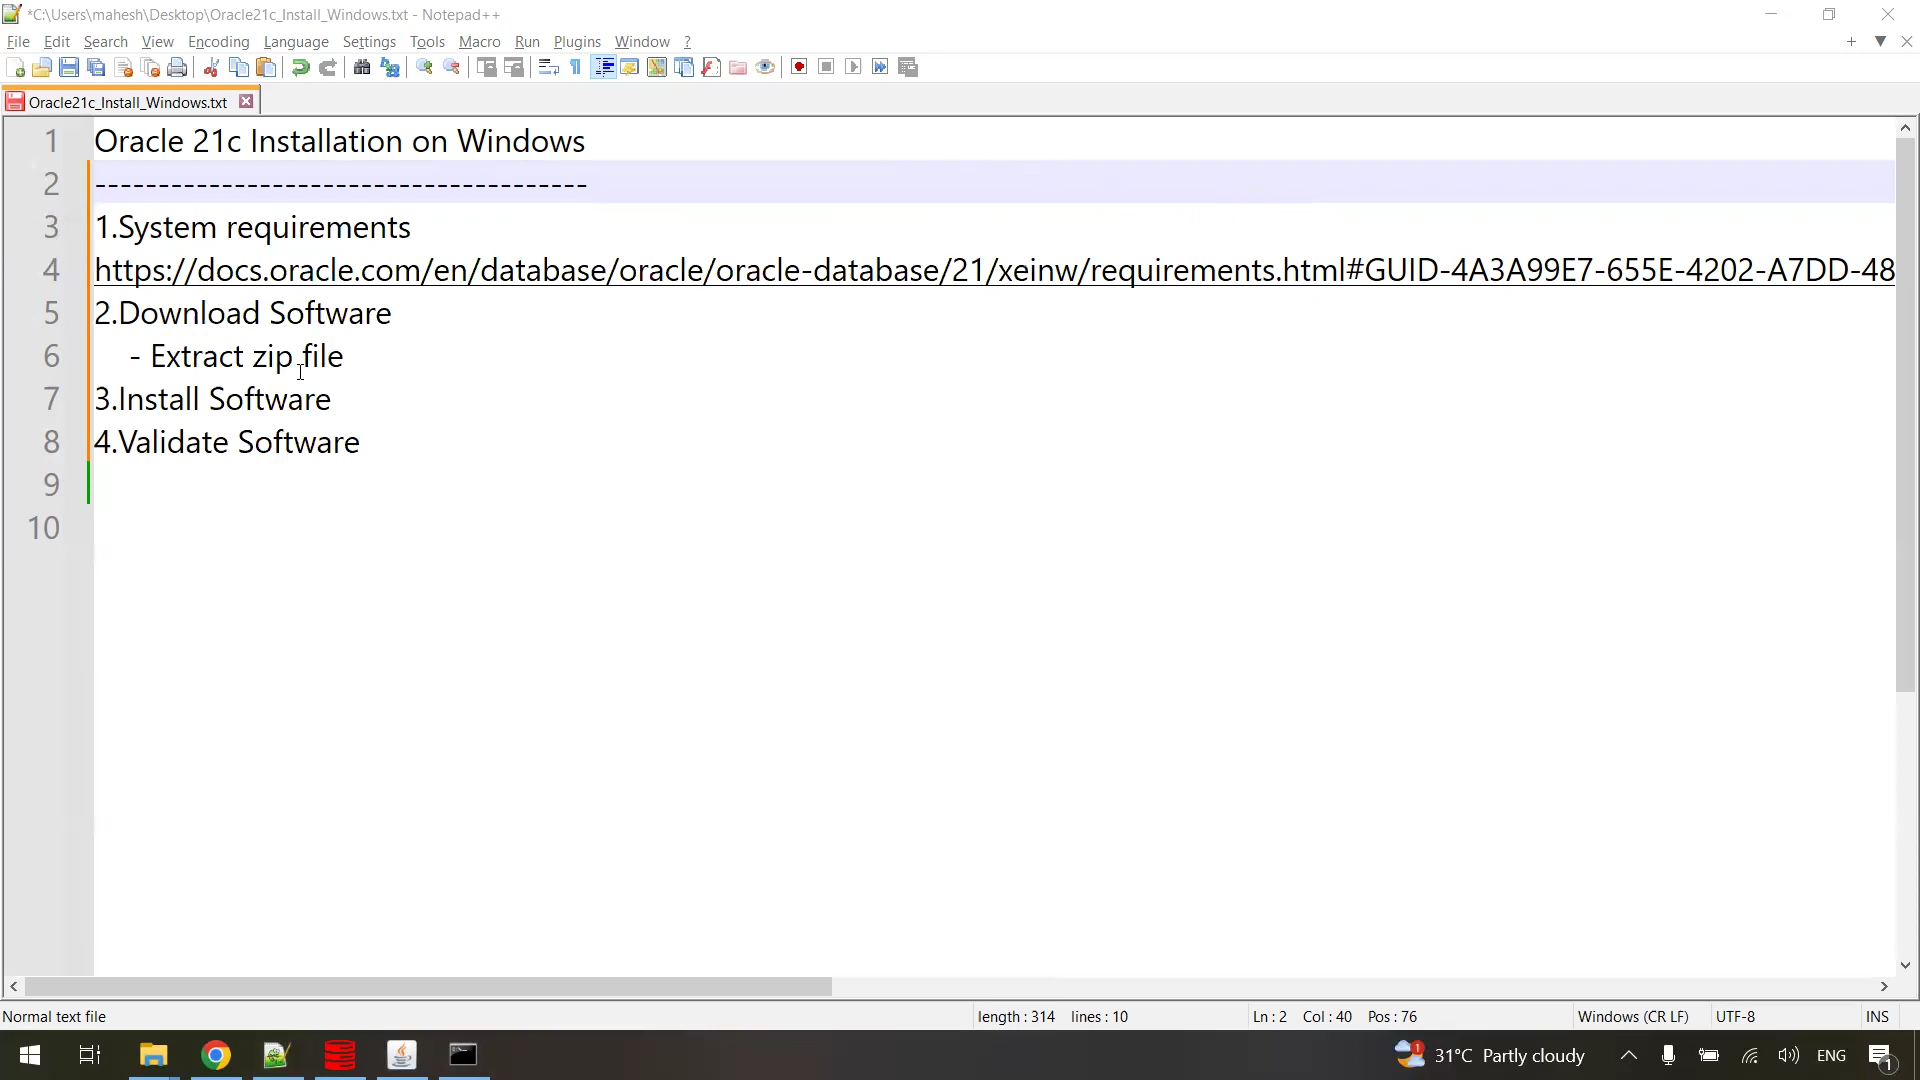 *C:\Users\mahesh\Desktop\Oracle21c_Install_Windows.txt - Notepad++
File Edit Search View Encoding Language Settings Tools Macro Run Plugins Window ?
Oracle21c_Install_Windows.txt
1 Oracle 21c Installation on Windows
2 ---------------------------------------
3 1.System requirements
4 https://docs.oracle.com/en/database/oracle/oracle-database/21/xeinw/requirements.html#GUID-4A3A99E7-655E-4202-A7DD-48
5 2.Download Software
6 - Extract zip file
7 3.Install Software
8 4.Validate Software
9
10
Normal text file length : 314 lines : 10 Ln : 2 Col : 40 Pos : 76 Windows (CR LF) UTF-8 INS
1 31°C Partly cloudy ENG 1